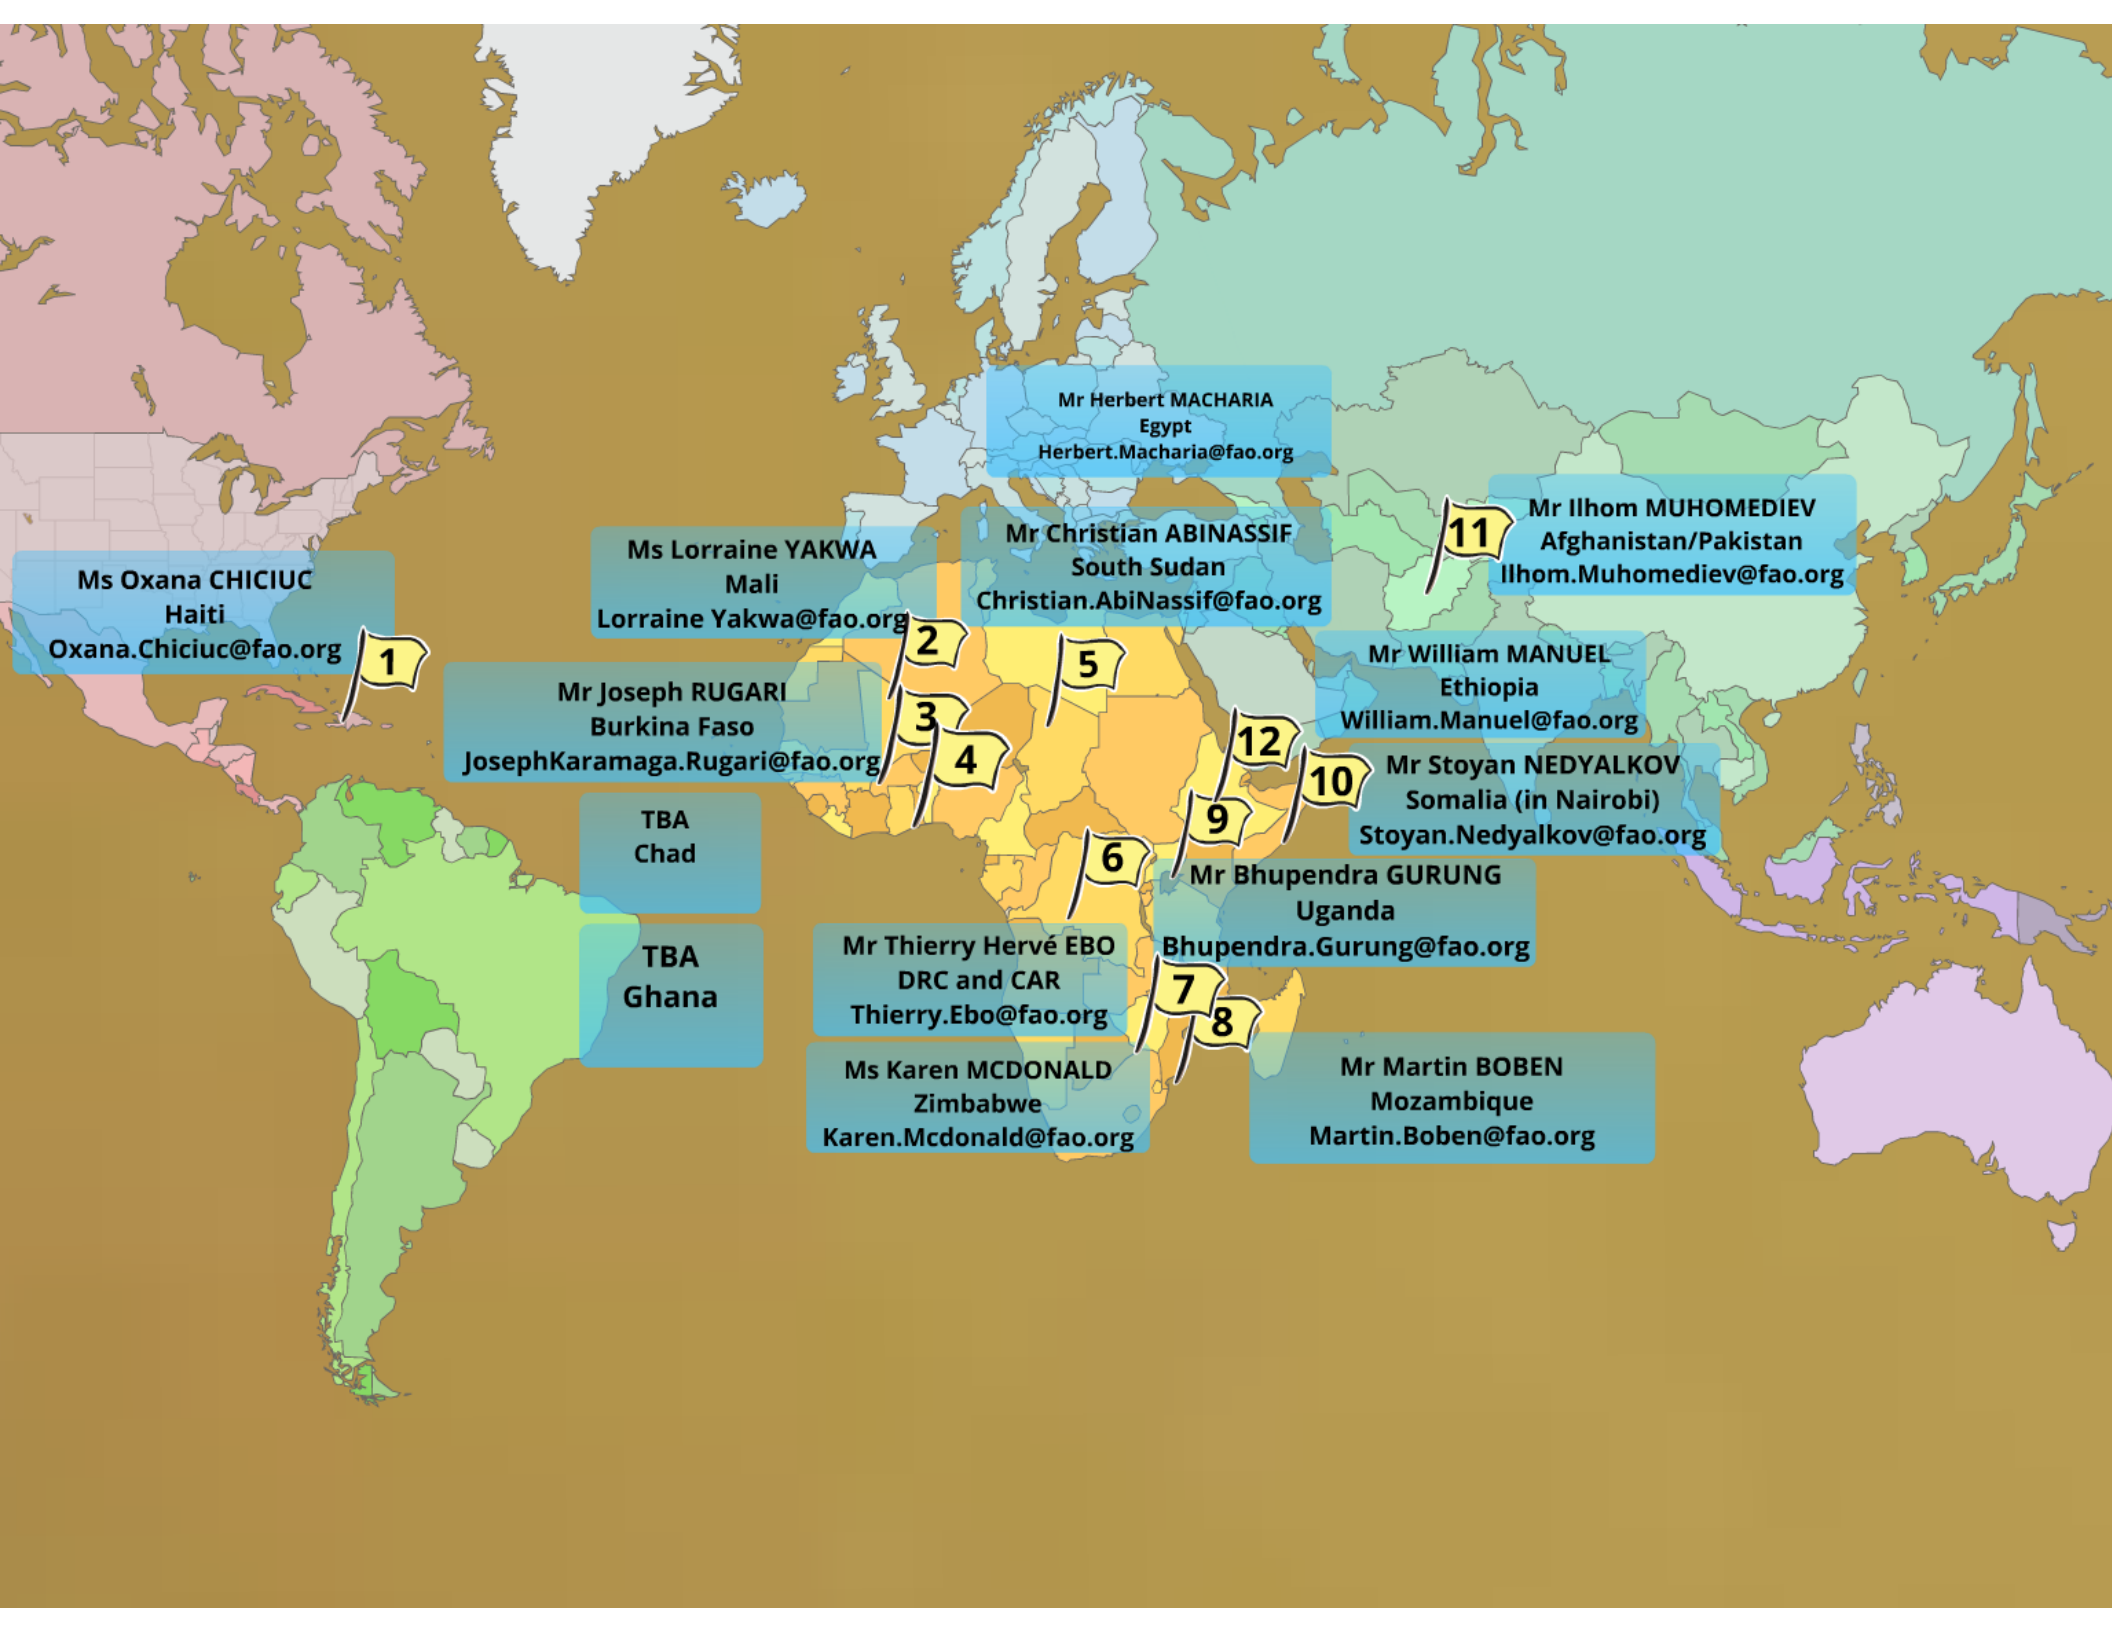 Mr Herbert MACHARIA
Egypt
Herbert.Macharia@fao.org
Mr Ilhom MUHOMEDIEV
Afghanistan/Pakistan
Ilhom.Muhomediev@fao.org
11
Mr Christian ABINASSIF
South Sudan
Christian.AbiNassif@fao.org
Ms Lorraine YAKWA
Mali
Lorraine Yakwa@fao.org
Ms Oxana CHICIUC
Haiti
Oxana.Chiciuc@fao.org
1
2
5
Mr William MANUEL
Ethiopia
William.Manuel@fao.org
Mr Joseph RUGARI
Burkina Faso
JosephKaramaga.Rugari@fao.org
3
4
12
10
Mr Stoyan NEDYALKOV
Somalia (in Nairobi)
Stoyan.Nedyalkov@fao.org
TBA
Chad
9
6
Mr Bhupendra GURUNG
Uganda
Bhupendra.Gurung@fao.org
TBA
Ghana
Mr Thierry Hervé EBO
DRC and CAR
Thierry.Ebo@fao.org
7
8
Ms Karen MCDONALD
Zimbabwe
Karen.Mcdonald@fao.org
Mr Martin BOBEN
Mozambique
Martin.Boben@fao.org